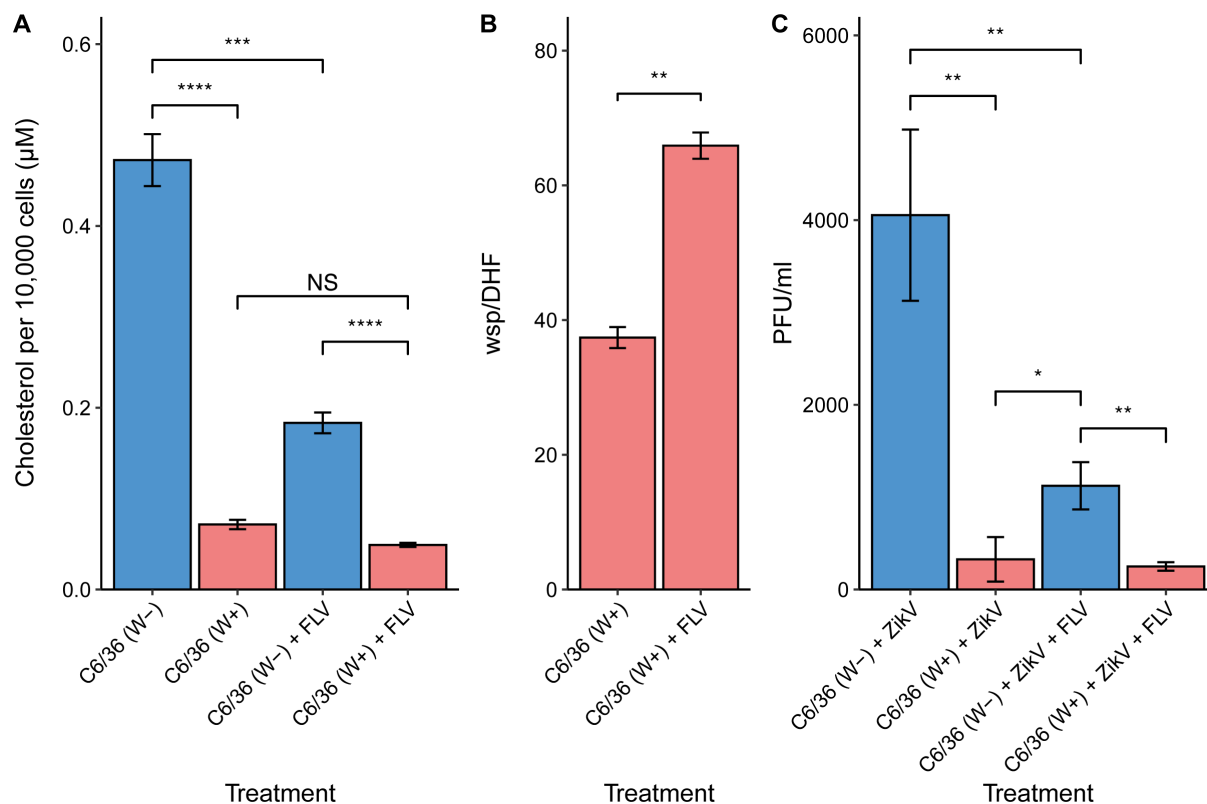 A
Cholesterol per 10,000 cells (μM)
0.6
0.4
0.2
0.0
***
****
NS
****
C6/36 (W−)
C6/36 (W+)
C6/36 (W−) + FLV
C6/36 (W+) + FLV
Treatment
B
wsp/DHF
80
60
40
20
0
**
C6/36 (W+)
C6/36 (W+) + FLV
C
PFU/ml
6000
4000
2000
0
**
**
*
**
C6/36 (W−) + ZikV
C6/36 (W+) + ZikV
C6/36 (W−) + ZikV + FLV
C6/36 (W+) + ZikV + FLV
Treatment